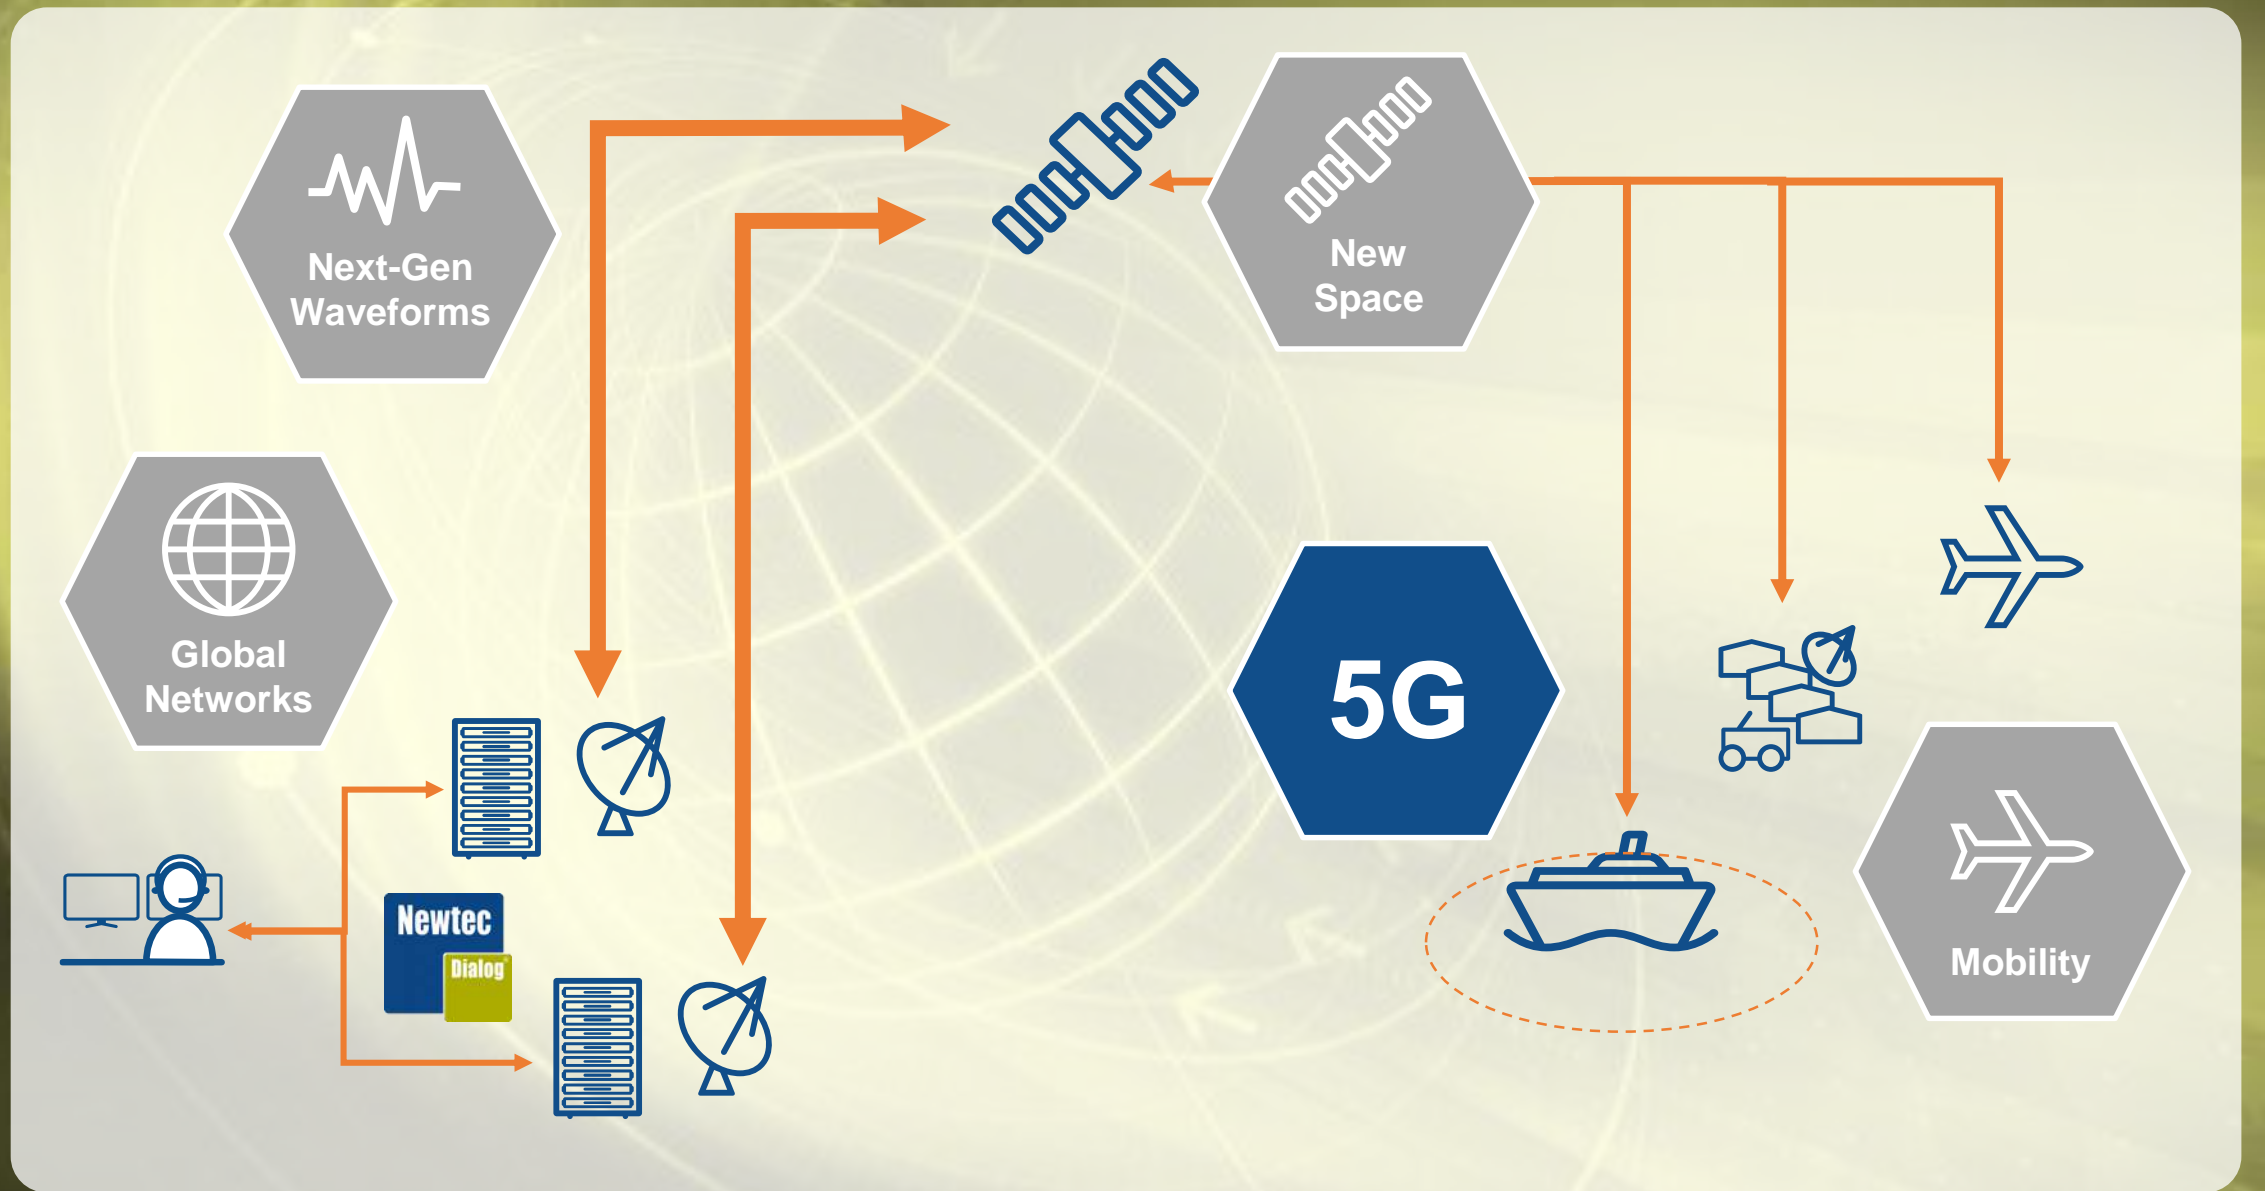 Next-Gen
Waveforms
New
Space
Global
Networks
5G
Newtec
Dialog
Mobility